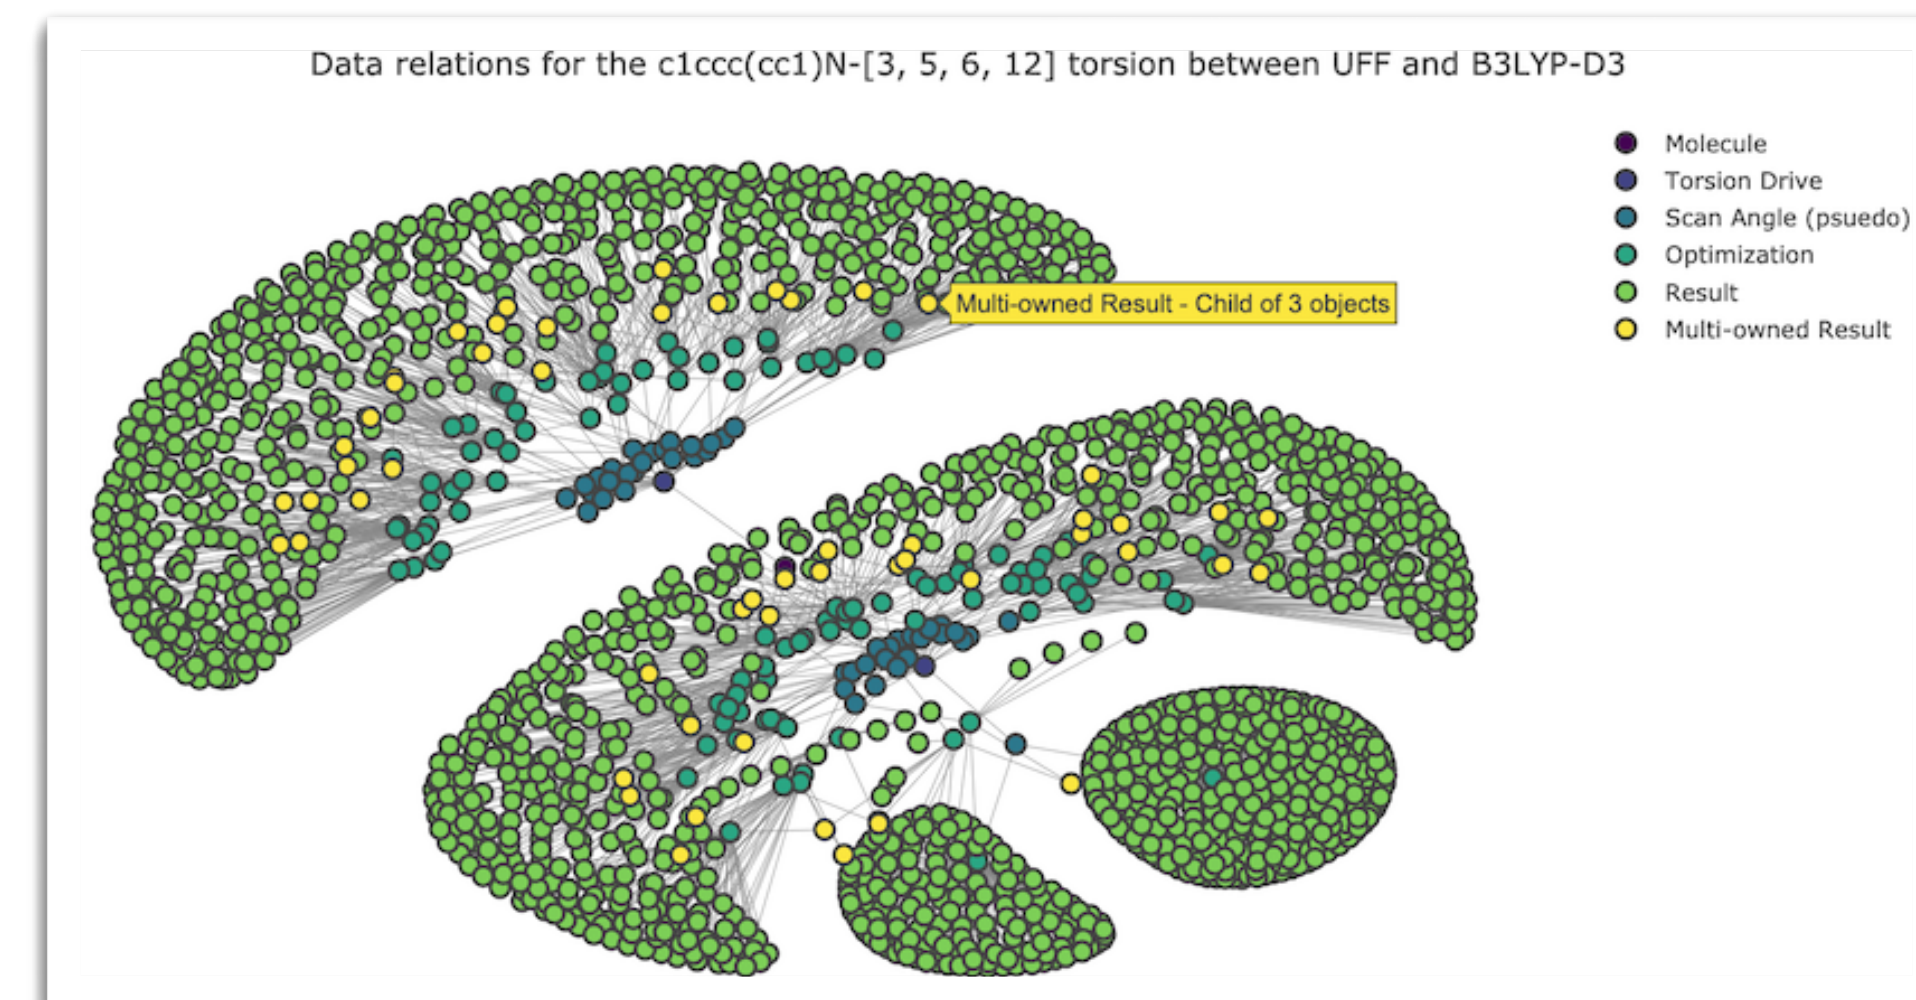 Data relations for the c1ccc(cc1)N-[3, 5, 6, 12] torsion between UFF and B3LYP-D3
Molecule
Torsion Drive
Scan Angle (psuedo)
Optimization
Result
Multi-owned Result
Multi-owned Result - Child of 3 objects